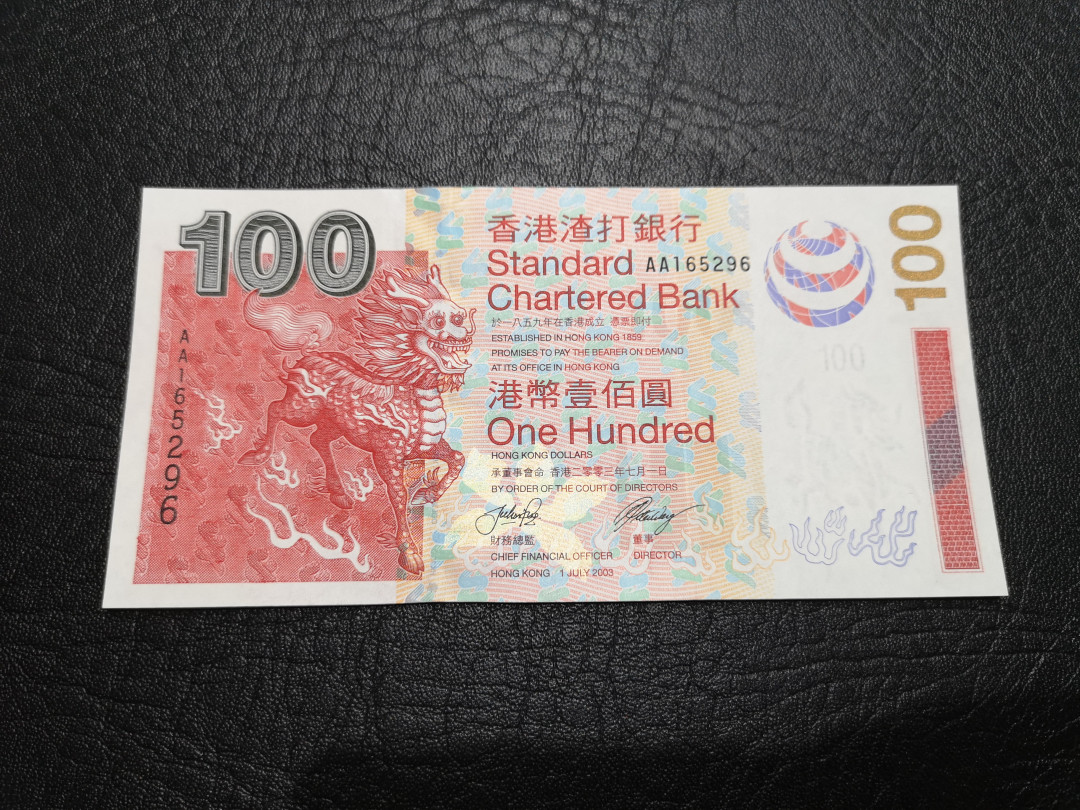 100
香港渣打銀行
Standard AA165296
Chartered Bank
於一八五九年在香港成立 憑票即付
ESTABLISHED IN HONG KONG 1859
PROMISES TO PAY THE BEARER ON DEMAND
AT ITS OFFICE IN HONG KONG
港幣壹佰圓
One Hundred
HONG KONG DOLLARS
承董事會命 香港二零零三年七月一日
BY ORDER OF THE COURT OF DIRECTORS
財務總監 董事
CHIEF FINANCIAL OFFICER DIRECTOR
HONG KONG 1 JULY 2003
AA165296
100
100